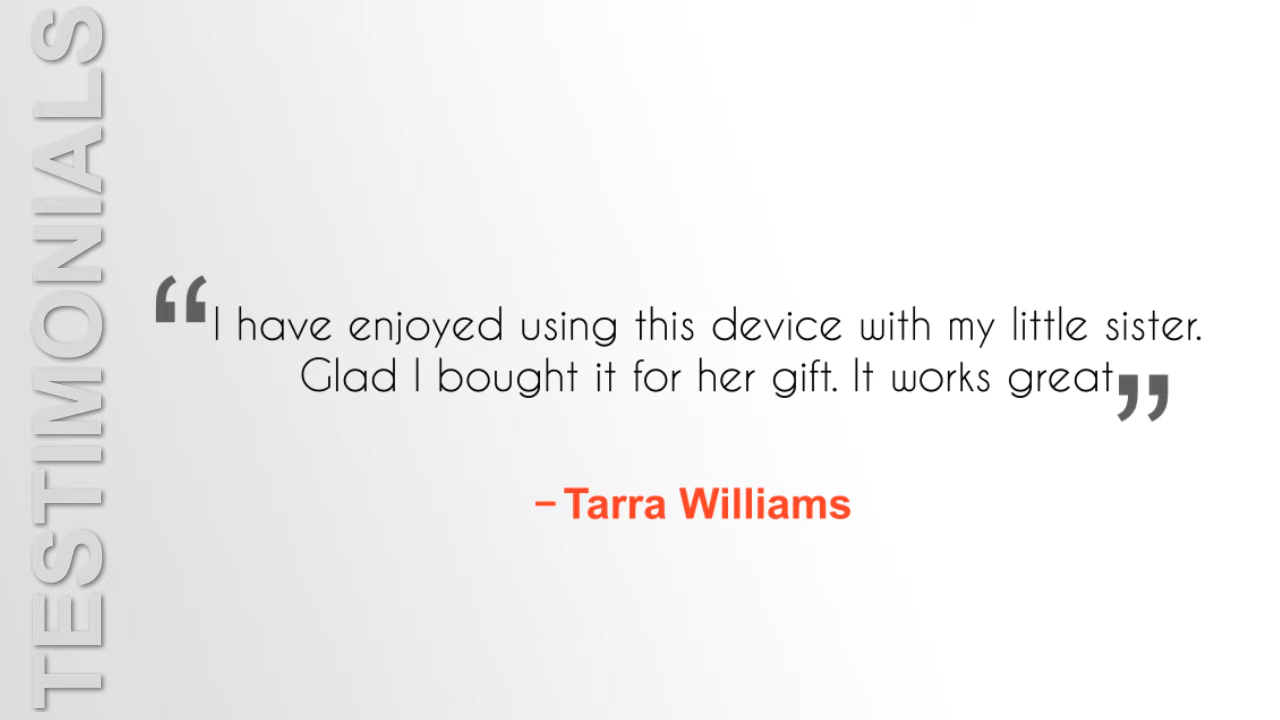 TESTIMONIALS
“I have enjoyed using this device with my little sister.
Glad I bought it for her gift. It works great”
– Tarra Williams